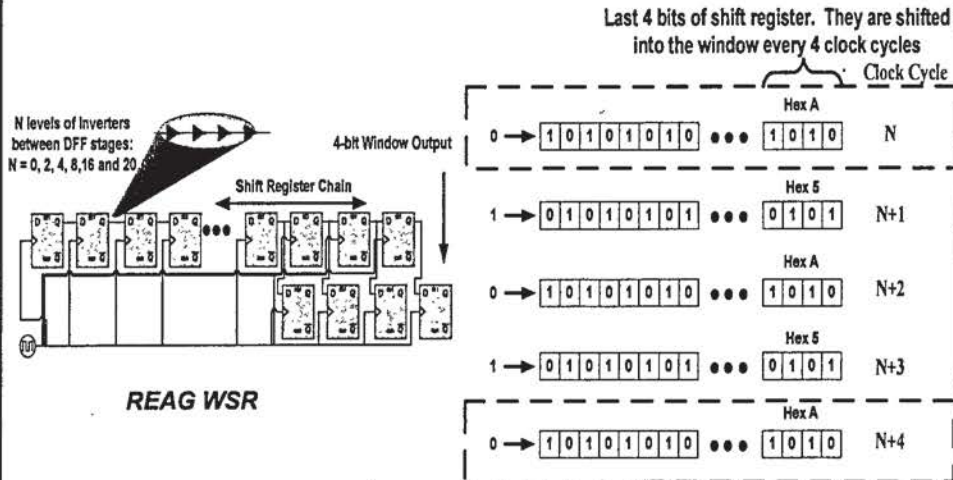 Last 4 bits of shift register. They are shifted
into the window every 4 clock cycles
Clock Cycle
N levels of Inverters
between DFF stages:
N = 0, 2, 4, 8,16 and 20
4-bit Window Output
Shift Register Chain
D Q D Q D Q D Q D Q D Q D Q D Q
D Q D Q D Q D Q
REAG WSR
Hex A
0 1 0 1 0 1 0 1 0 1 0 1 0 N
Hex 5
1 0 1 0 1 0 1 0 1 0 1 0 1 N+1
Hex A
0 1 0 1 0 1 0 1 0 1 0 1 0 N+2
Hex 5
1 0 1 0 1 0 1 0 1 0 1 0 1 N+3
Hex A
0 1 0 1 0 1 0 1 0 1 0 1 0 N+4